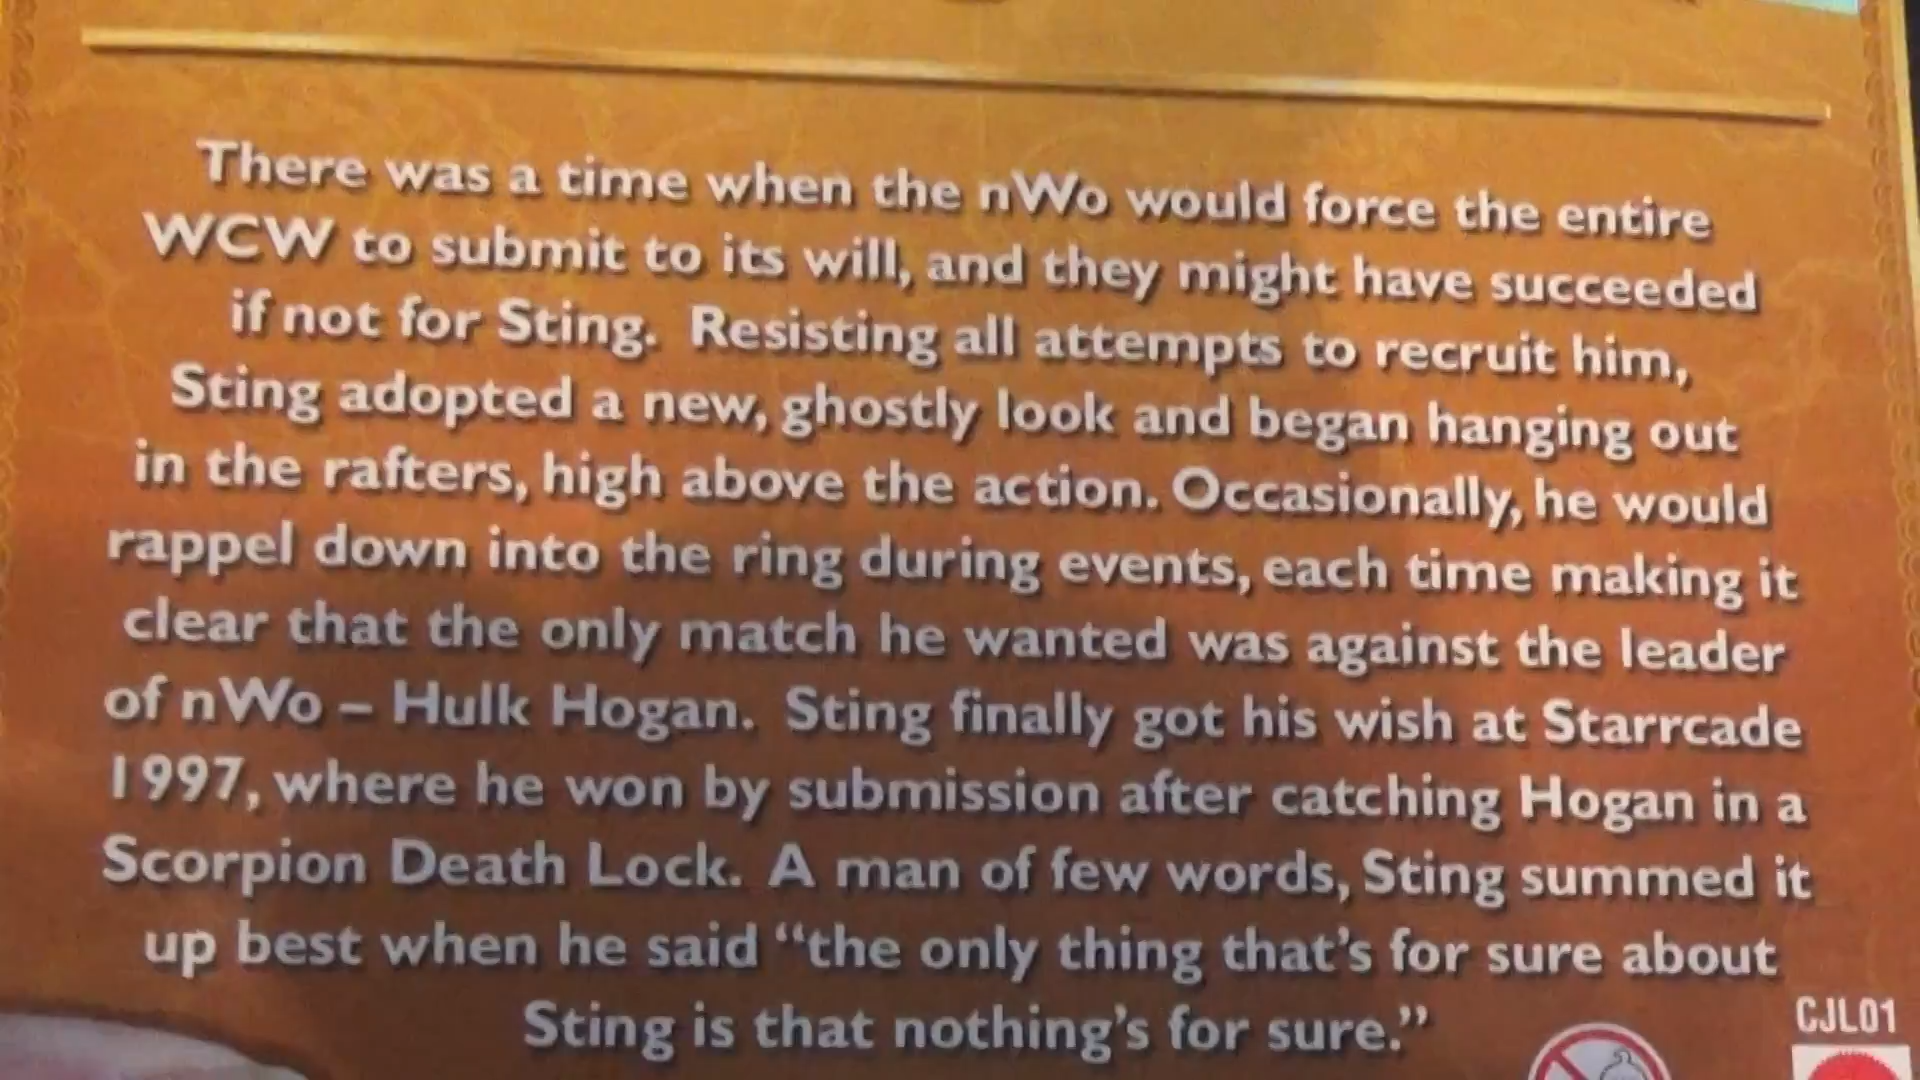 There was a time when the nWo would force the entire
WCW to submit to its will, and they might have succeeded
if not for Sting. Resisting all attempts to recruit him,
Sting adopted a new, ghostly look and began hanging out
in the rafters, high above the action. Occasionally, he would
rappel down into the ring during events, each time making it
clear that the only match he wanted was against the leader
of nWo – Hulk Hogan. Sting finally got his wish at Starrcade
1997, where he won by submission after catching Hogan in a
Scorpion Death Lock. A man of few words, Sting summed it
up best when he said “the only thing that’s for sure about
Sting is that nothing’s for sure.”
CJL01